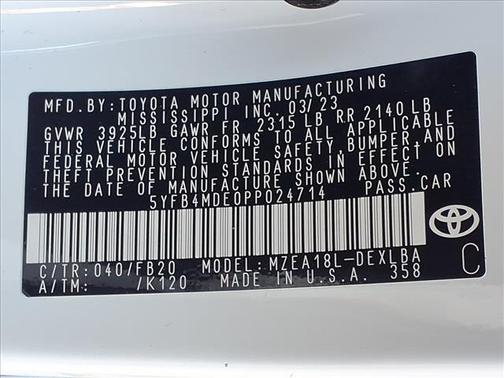 MFD.BY:TOYOTA MOTOR MANUFACTURING
MISSISSIPPI INC. 03/23
GVWR 3925LB GAWR FR 2315 LB RR 2140 LB
THIS VEHICLE CONFORMS TO ALL APPLICABLE
FEDERAL MOTOR VEHICLE SAFETY, BUMPER, AND
THEFT PREVENTION STANDARDS IN EFFECT ON
THE DATE OF MANUFACTURE SHOWN ABOVE.
5YFB4MDE0PP024714 PASS.CAR
C/TR:040/FB20 MODEL:MZEA18L-DEXLBA
A/TM: /K120 MADE IN U.S.A. 358
C